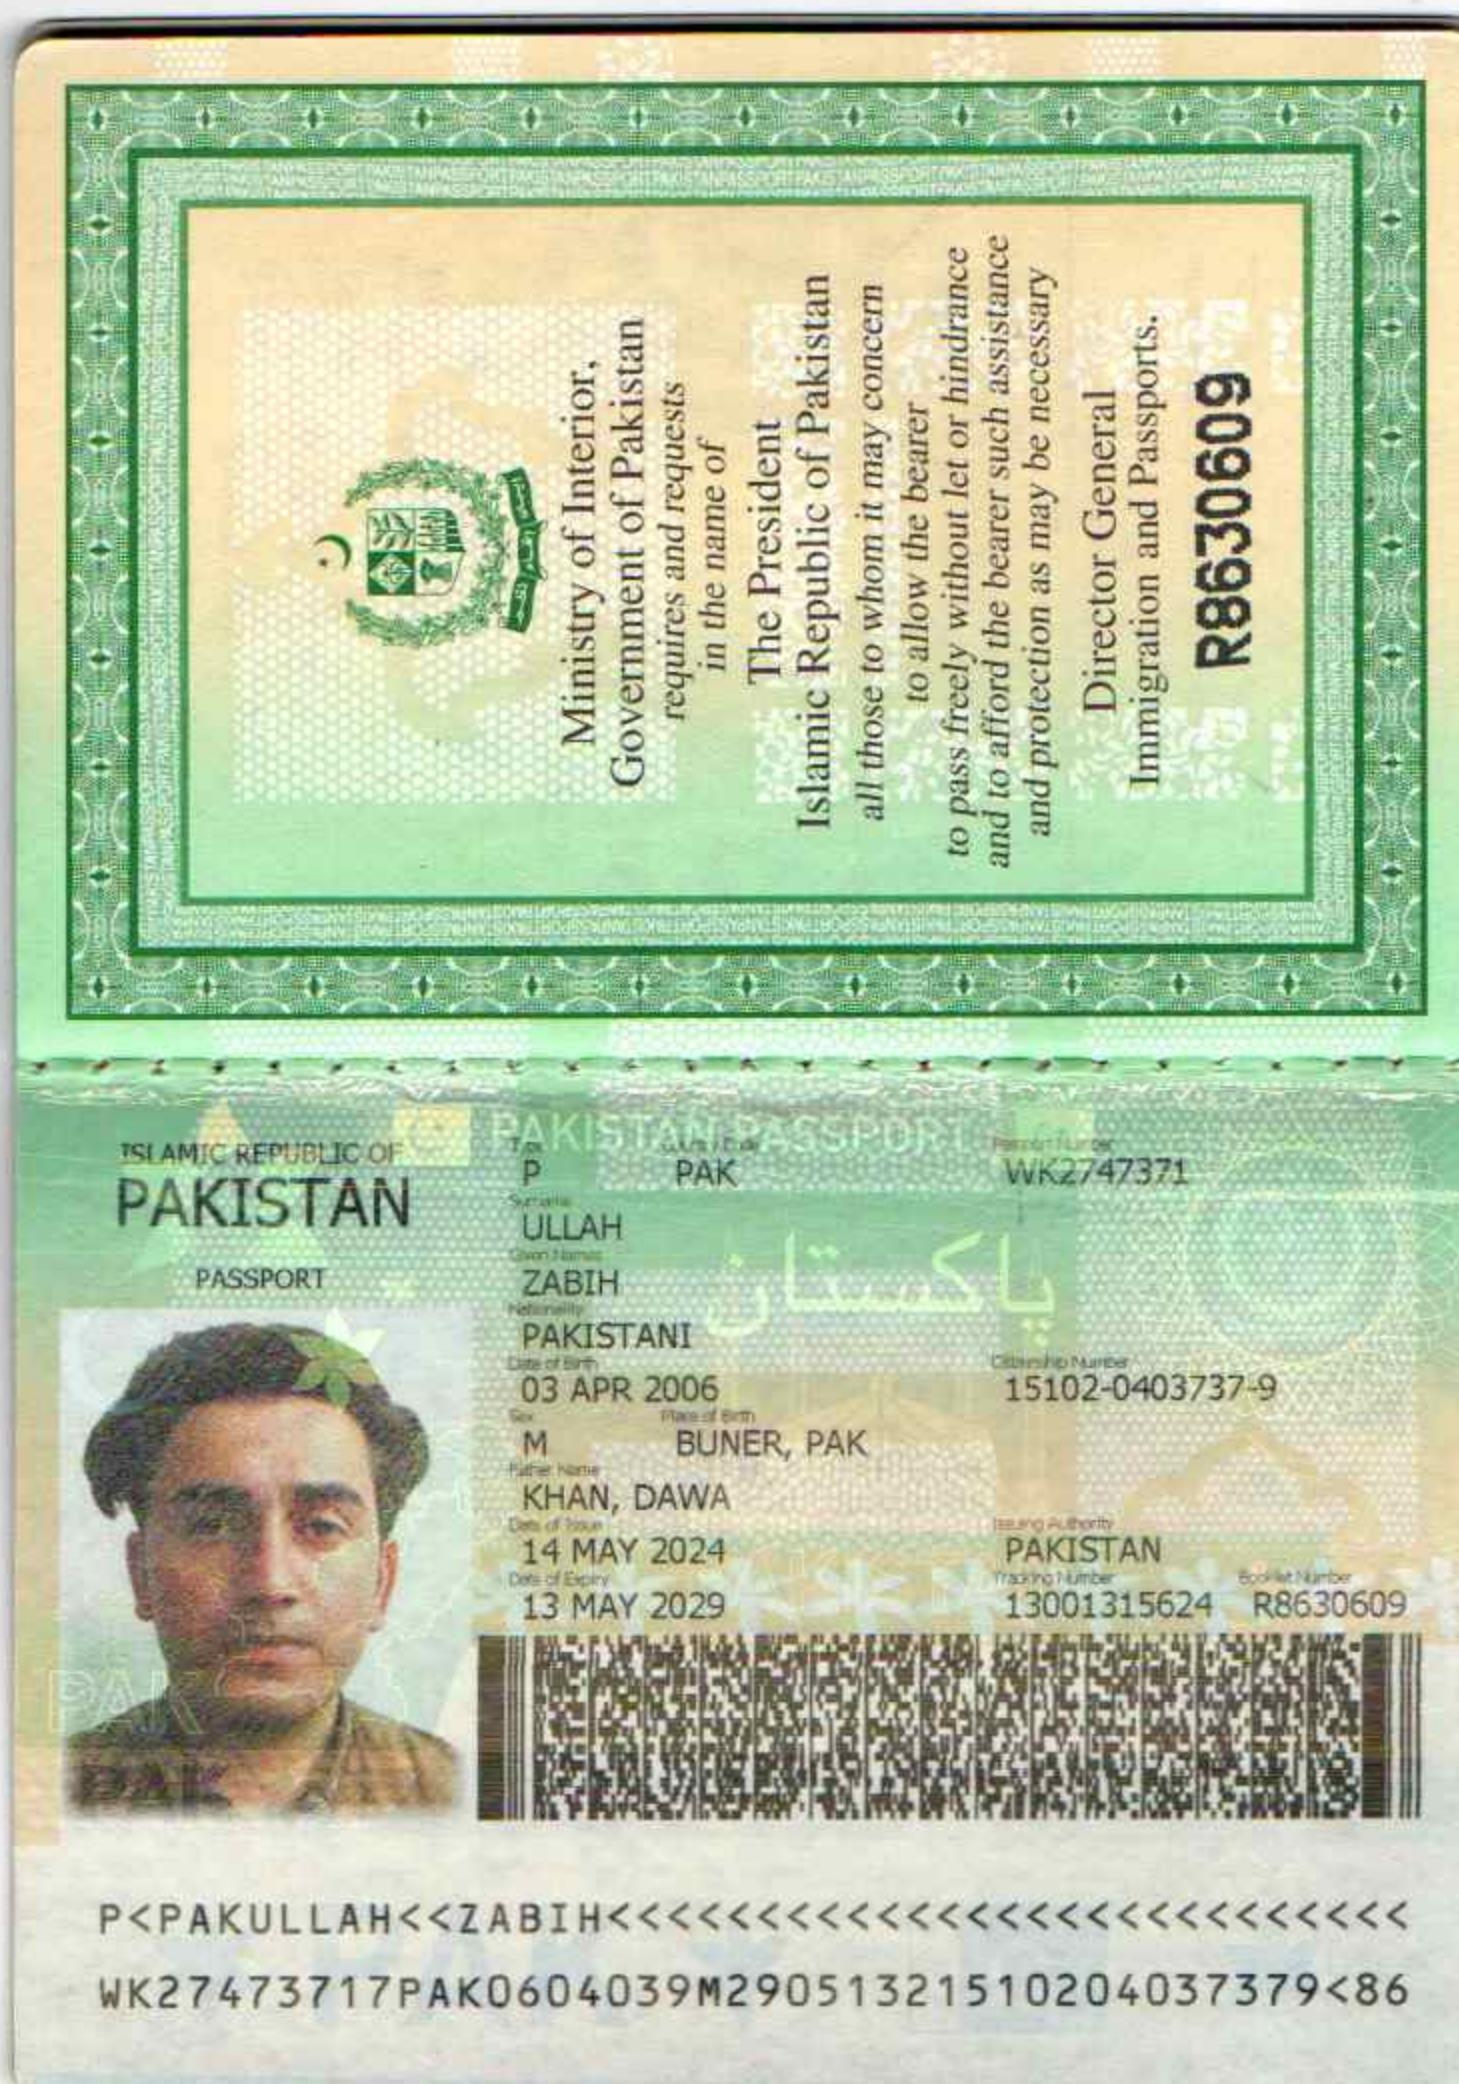 Ministry of Interior,
Government of Pakistan
requires and requests
in the name of
The President
Islamic Republic of Pakistan
all those to whom it may concern
to allow the bearer
to pass freely without let or hindrance
and to afford the bearer such assistance
and protection as may be necessary
Director General
Immigration and Passports.
R8630609
PAKISTAN PASSPORT
ISLAMIC REPUBLIC OF
PAKISTAN
PASSPORT
Type Country Code Passport Number
P PAK WK2747371
Surname
ULLAH
Given Names
ZABIH
پاکستان
Nationality
PAKISTANI
Date of Birth Citizenship Number
03 APR 2006 15102-0403737-9
Sex Place of Birth
M BUNER, PAK
Father Name
KHAN, DAWA
Date of Issue Issuing Authority
14 MAY 2024 PAKISTAN
Date of Expiry Tracking Number Booklet Number
13 MAY 2029 13001315624 R8630609
PAK
PAK
P<PAKULLAH<<ZABIH<<<<<<<<<<<<<<<<<<<<<<<<<<<
WK27473717PAK0604039M29051321510204037379<86